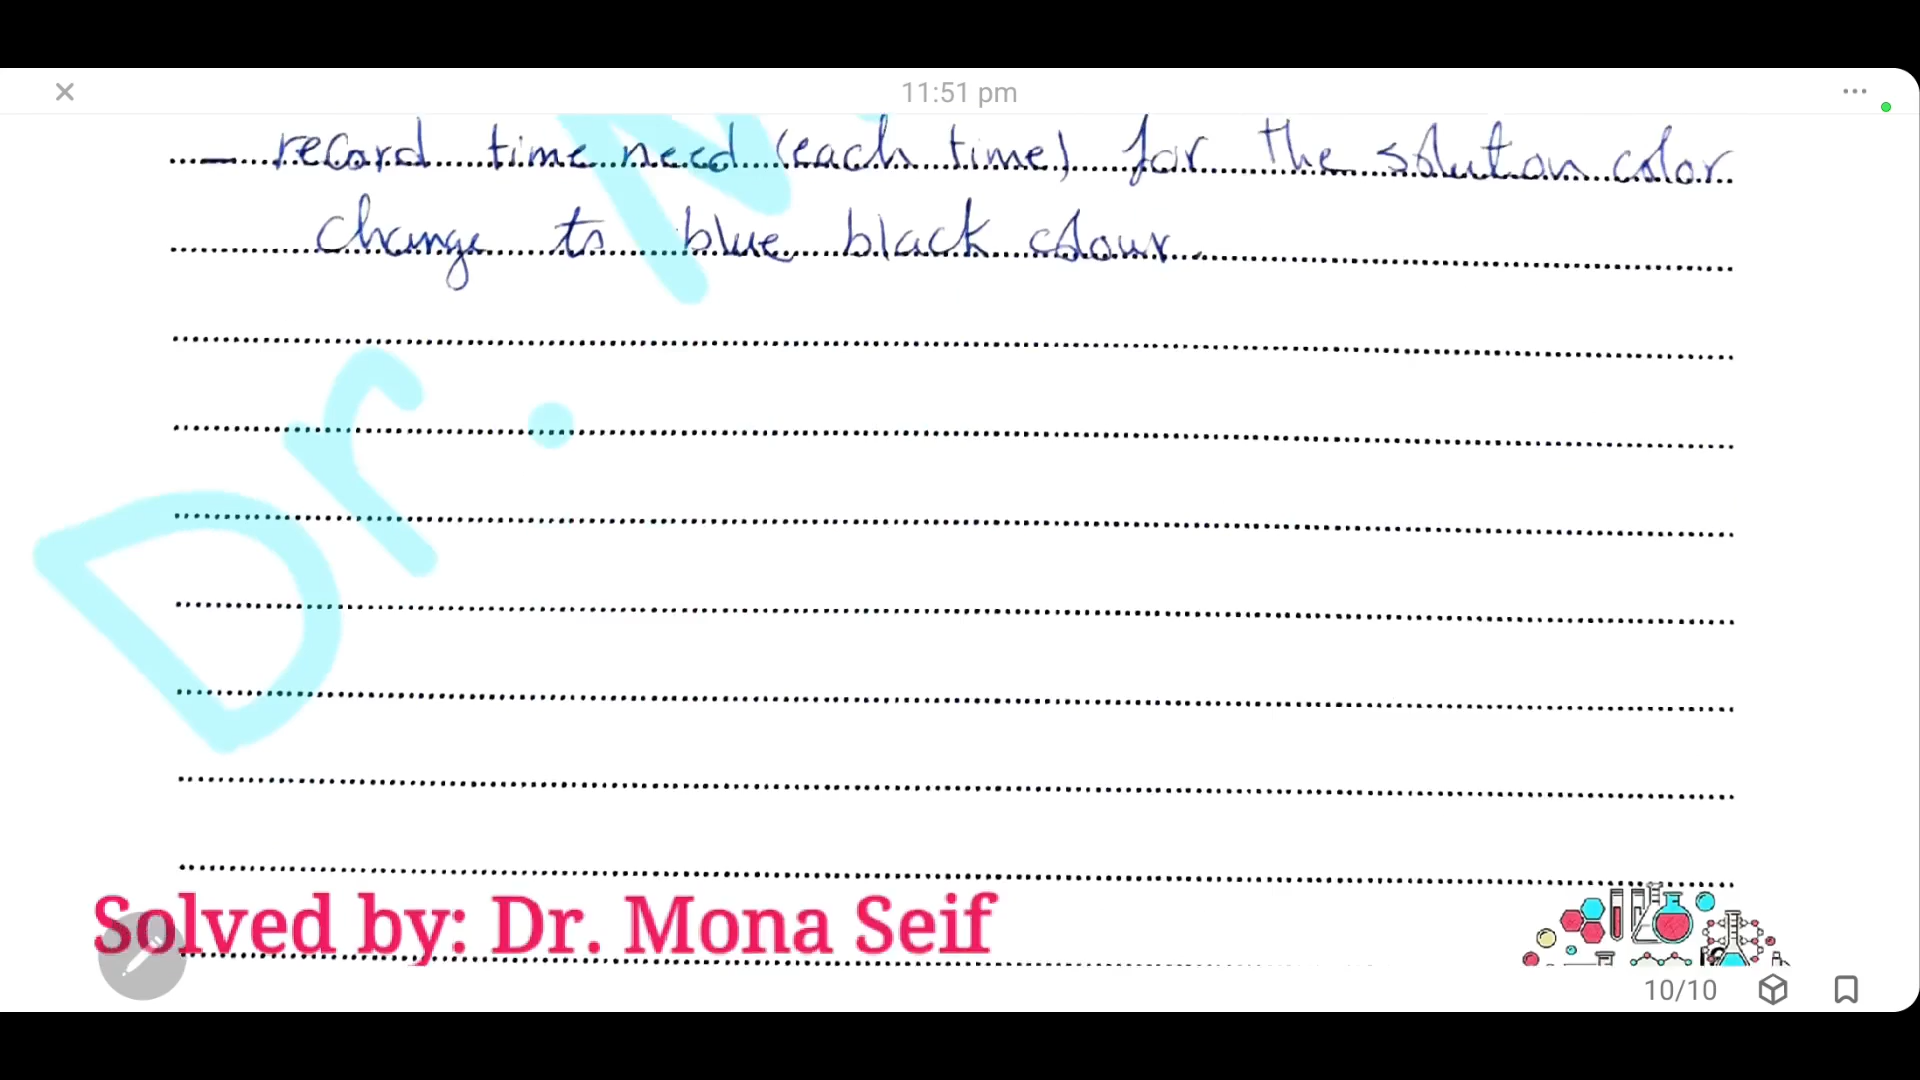 11:51 pm
— record time need (each time) for the soluton color
change to blue black colour.
Dr. M
Solved by: Dr. Mona Seif
10/10